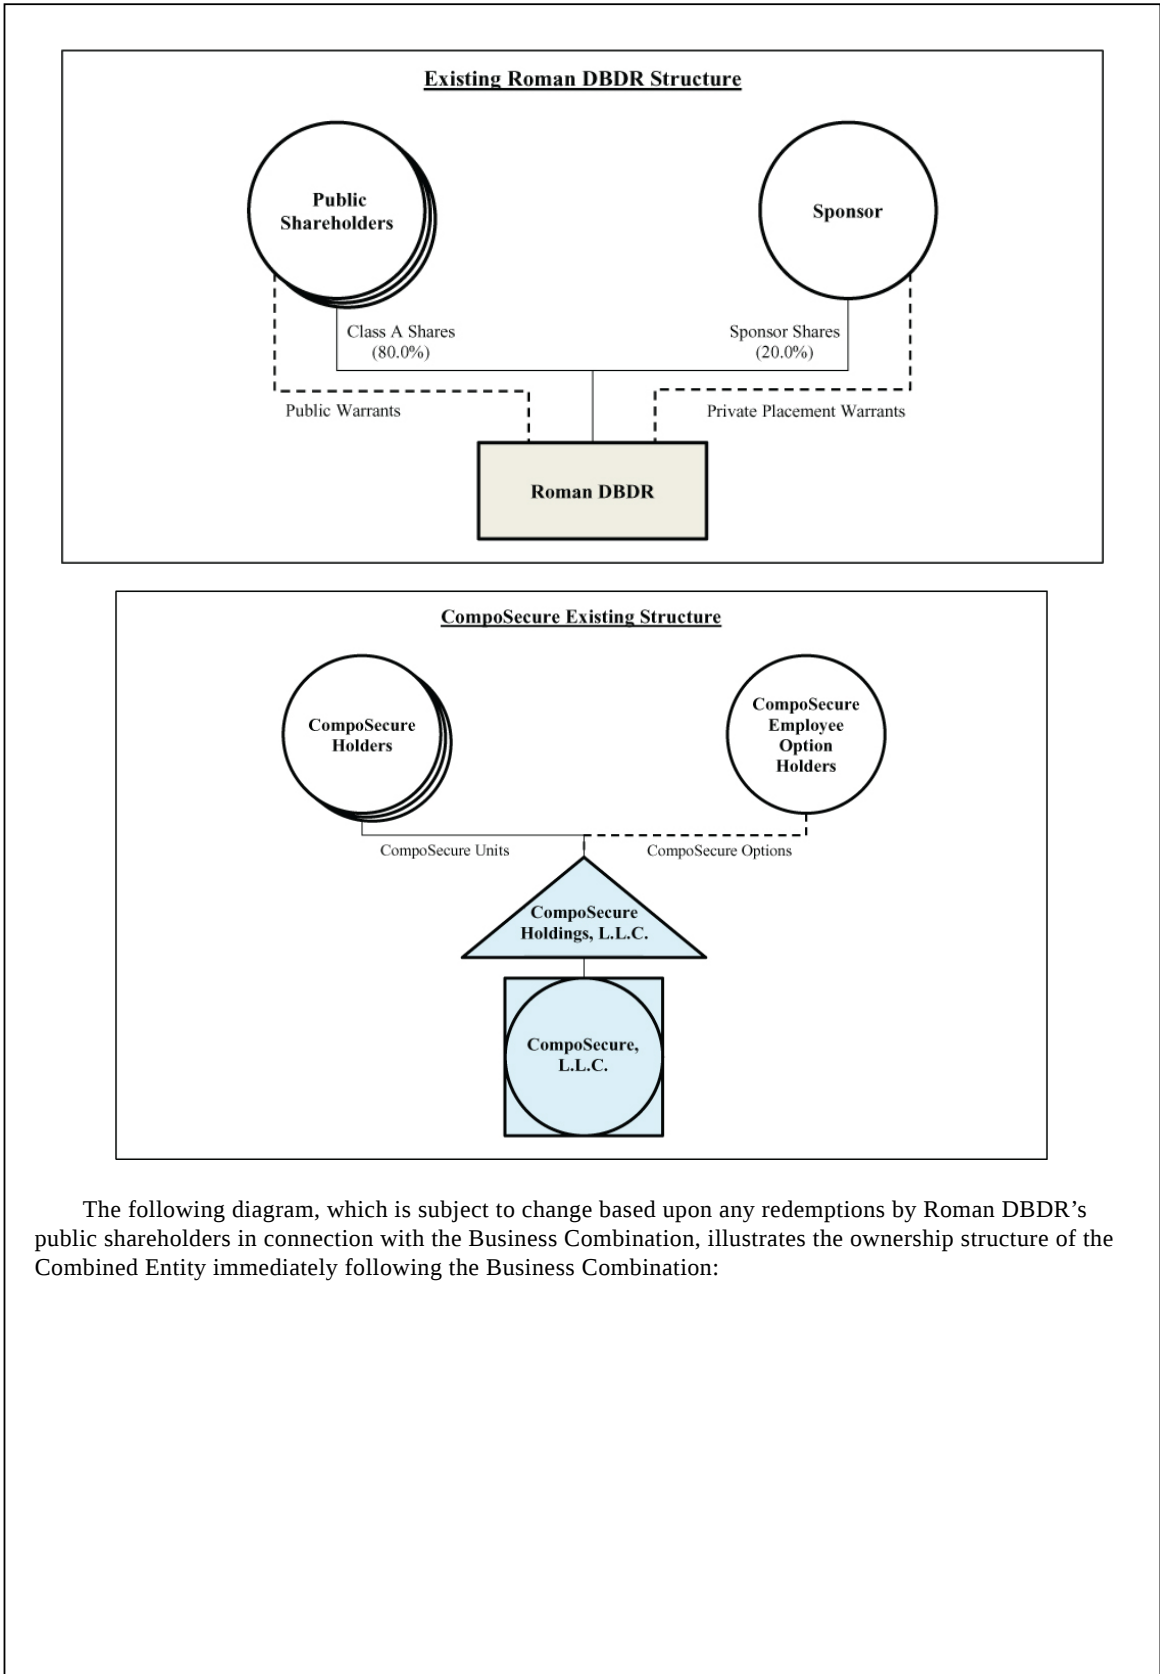 Existing Roman DBDR Structure
Public
Shareholders
Sponsor
Class A Shares
(80.0%)
Sponsor Shares
(20.0%)
Public Warrants
Private Placement Warrants
Roman DBDR
CompoSecure Existing Structure
CompoSecure
Holders
CompoSecure
Employee
Option
Holders
CompoSecure Units
CompoSecure Options
CompoSecure
Holdings, L.L.C.
CompoSecure,
L.L.C.
The following diagram, which is subject to change based upon any redemptions by Roman DBDR’s
public shareholders in connection with the Business Combination, illustrates the ownership structure of the
Combined Entity immediately following the Business Combination: